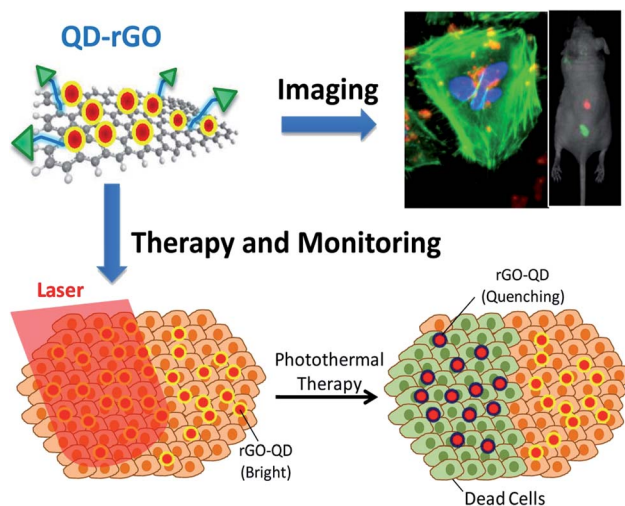 QD-rGO
Imaging
Therapy and Monitoring
Laser
rGO-QD
(Bright)
Photothermal
Therapy
rGO-QD
(Quenching)
Dead Cells